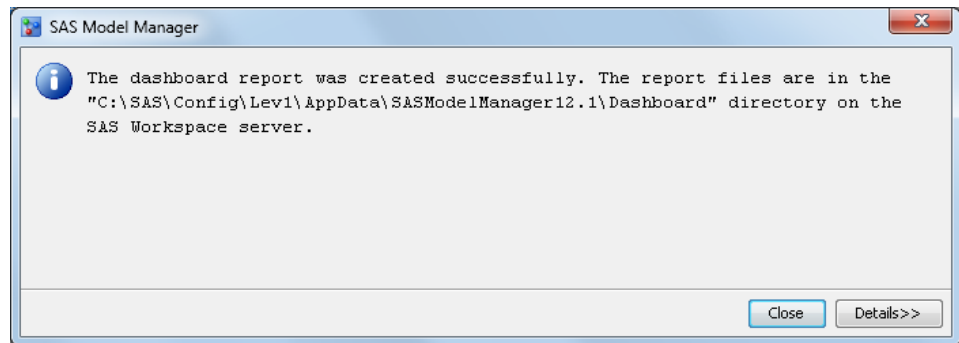 SAS Model Manager
The dashboard report was created successfully. The report files are in the
"C:\SAS\Config\Lev1\AppData\SASModelManager12.1\Dashboard" directory on the
SAS Workspace server.
Close Details>>